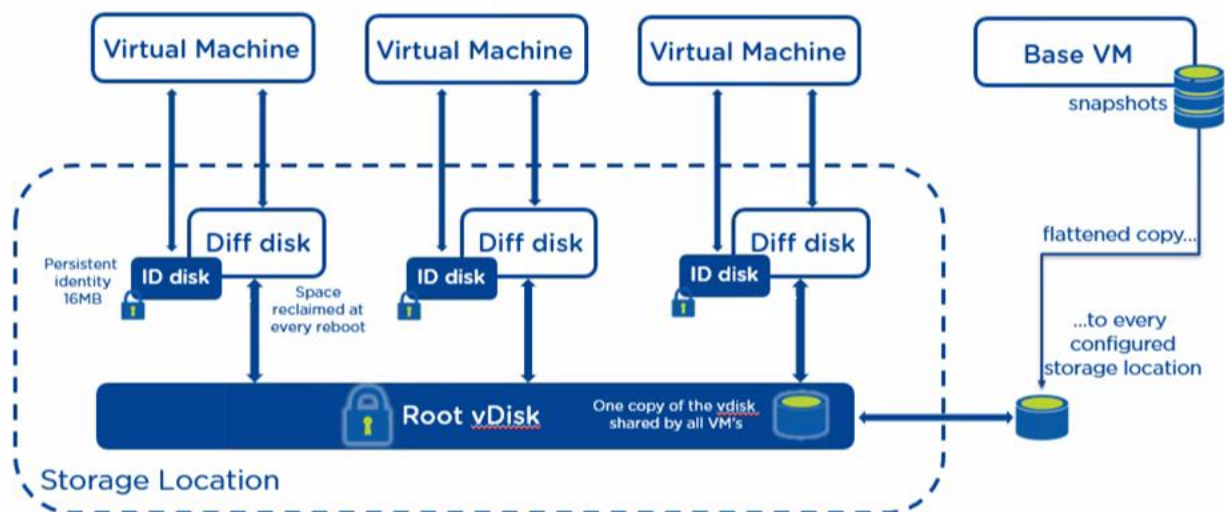 Virtual Machine
Virtual Machine
Virtual Machine
Base VM
snapshots
Diff disk
Diff disk
Diff disk
flattened copy...
Persistent
identity
16MB
ID disk
ID disk
ID disk
Space
reclaimed at
every reboot
...to every
configured
storage location
Root vDisk
One copy of the vdisk
shared by all VM's
Storage Location